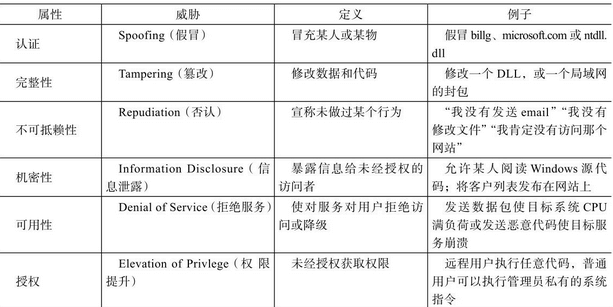 属性 威胁 定义 例子
认证 Spoofing（假冒） 冒充某人或某物 假冒 billg、microsoft.com 或 ntdll.
dll
完整性 Tampering（篡改） 修改数据和代码 修改一个 DLL，或一个局域网
的封包
不可抵赖性 Repudiation（否认） 宣称未做过某个行为 “我没有发送 email”“我没有
修改文件”“我肯定没有访问那个
网站”
机密性 Information Disclosure（信
息泄露） 暴露信息给未经授权的
访问者 允许某人阅读 Windows 源代
码；将客户列表发布在网站上
可用性 Denial of Service（拒绝服务） 使对服务对用户拒绝访
问或降级 发送数据包使目标系统 CPU
满负荷或发送恶意代码使目标服
务崩溃
授权 Elevation of Privlege（权限
提升） 未经授权获取权限 远程用户执行任意代码，普通
用户可以执行管理员私有的系统
指令